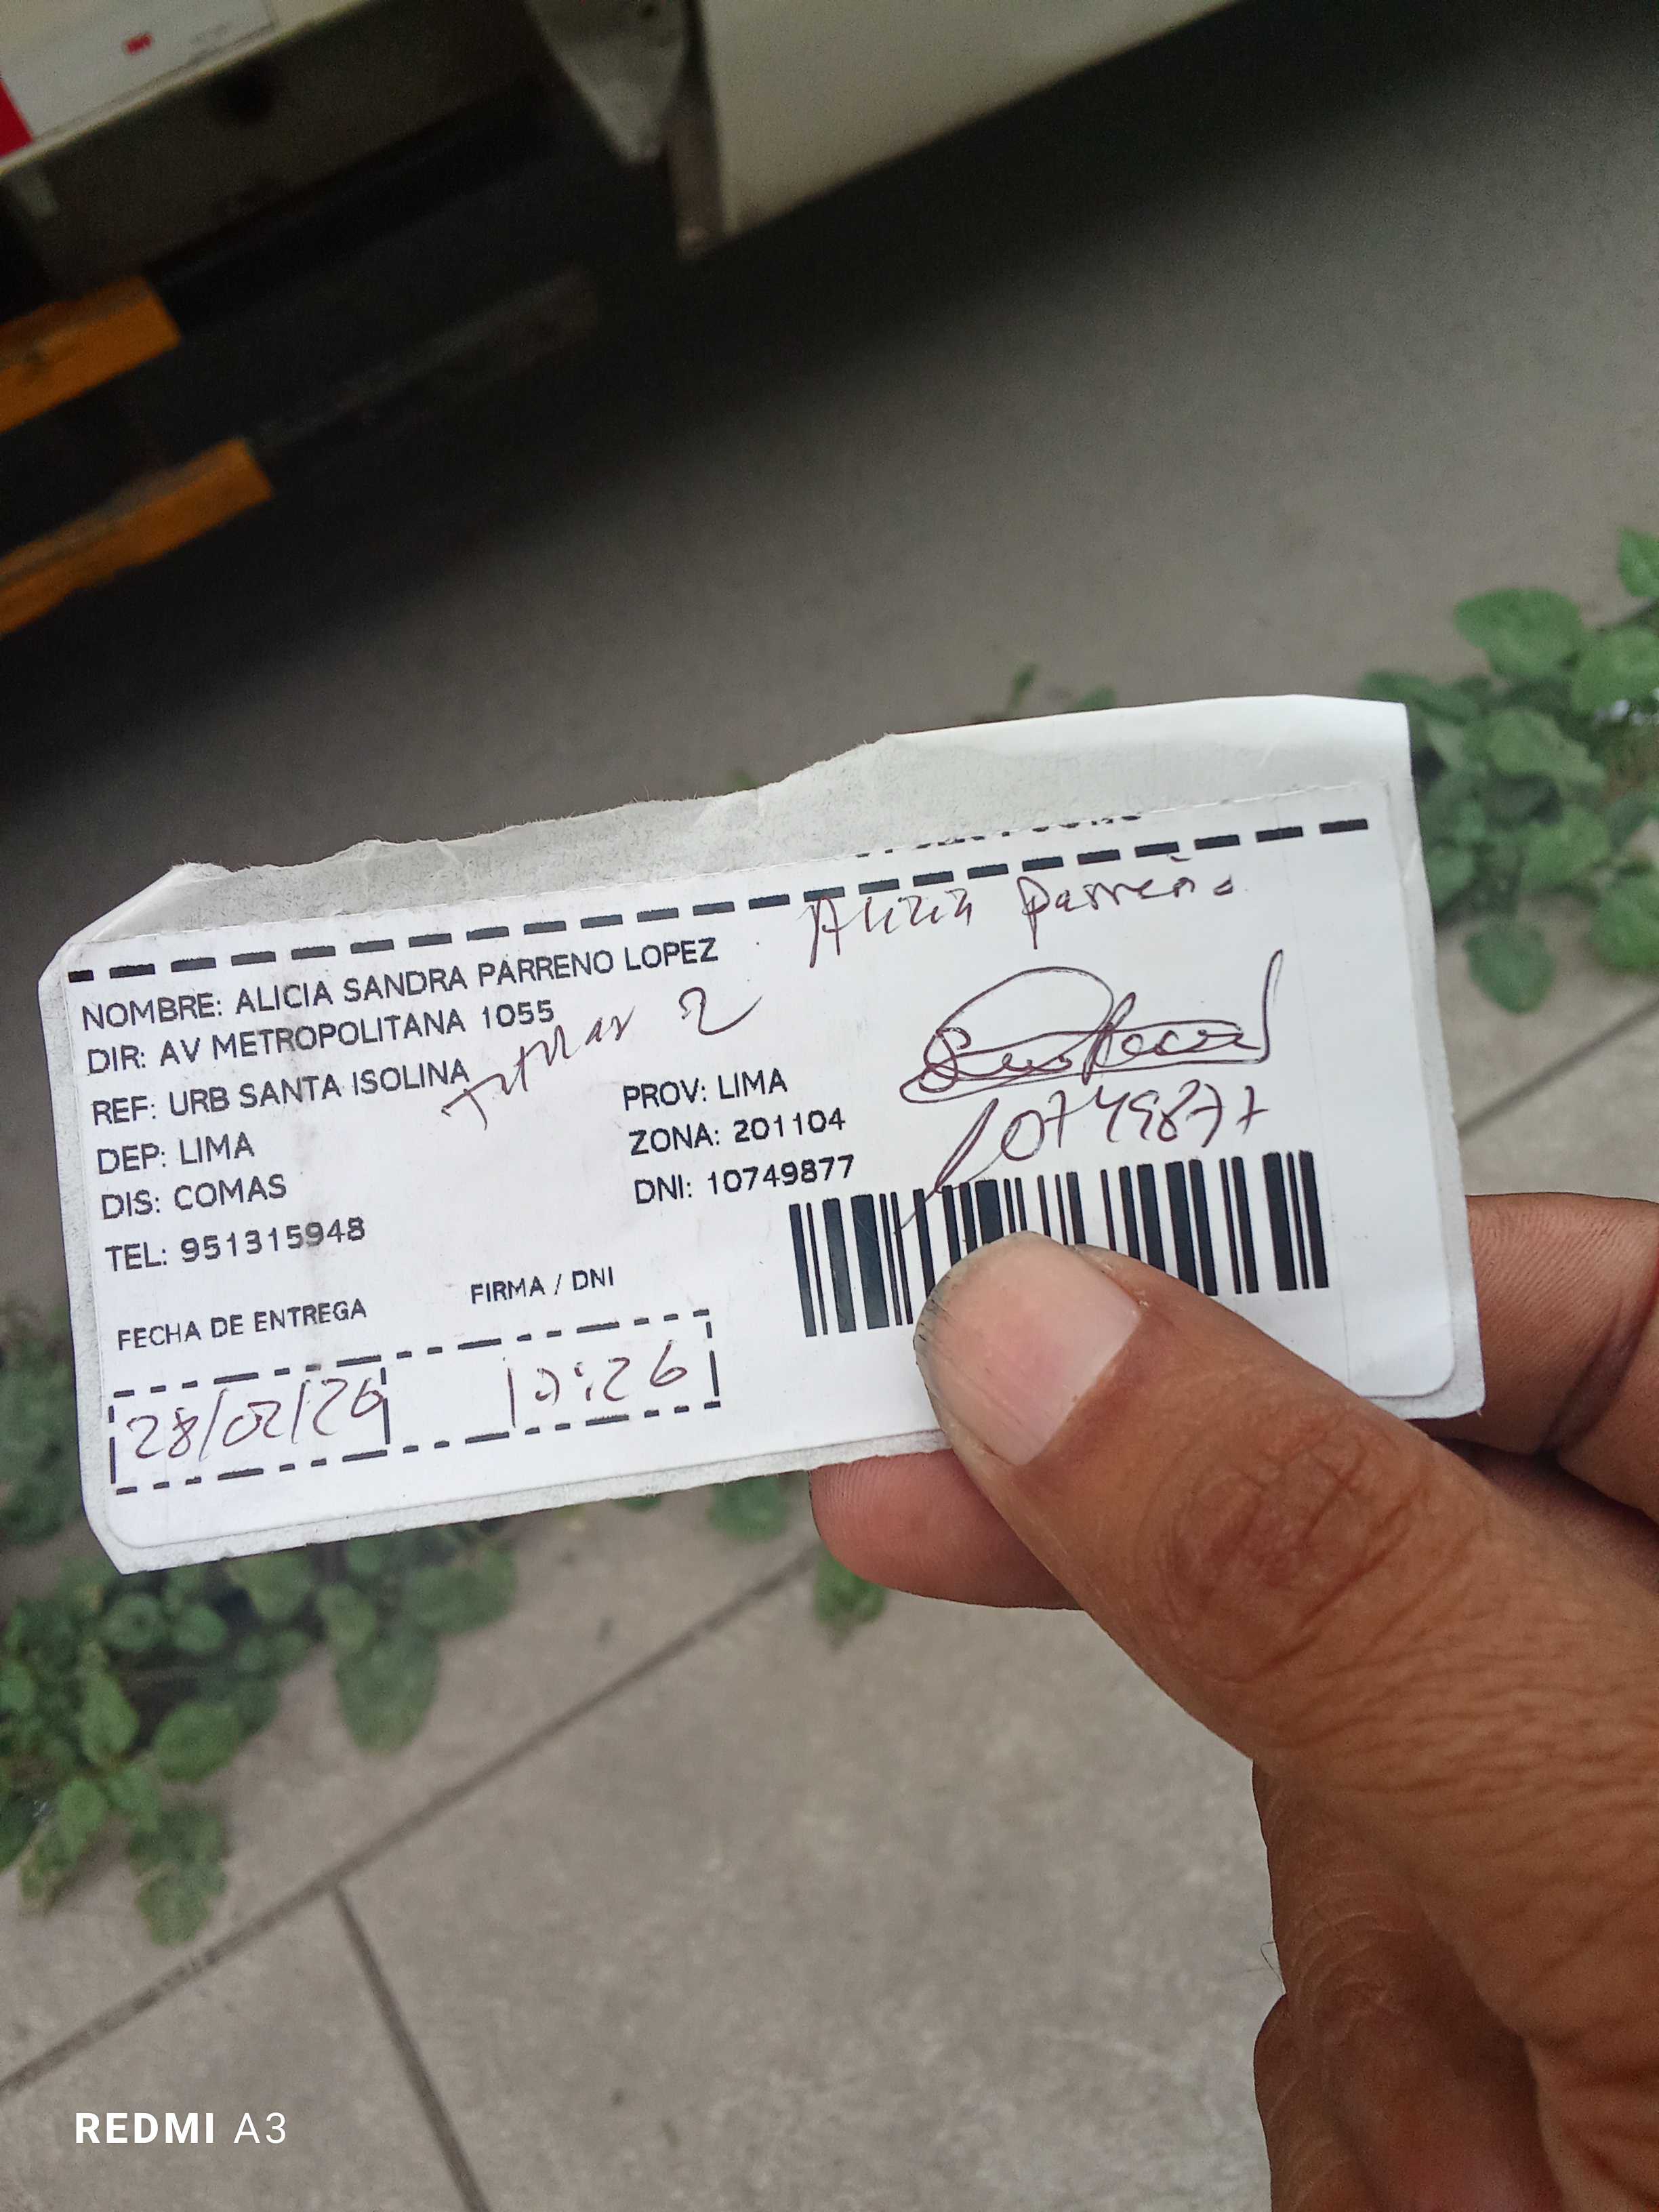 Alicia Parreño
NOMBRE: ALICIA SANDRA PARRENO LOPEZ
DIR: AV METROPOLITANA 1055
REF: URB SANTA ISOLINA
Titular
DEP: LIMA
PROV: LIMA
DIS: COMAS
ZONA: 201104
TEL: 951315948
DNI: 10749877
10749877
FECHA DE ENTREGA
FIRMA / DNI
28/02/26
REDMI A3